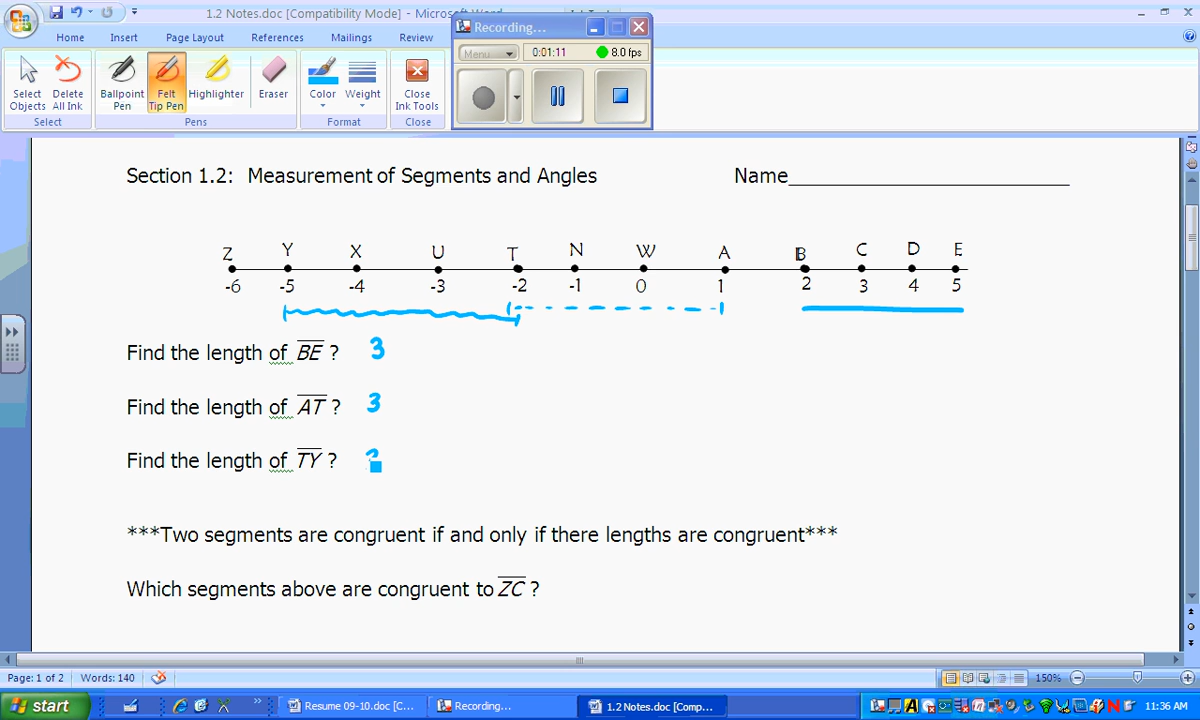 1.2 Notes.doc [Compatibility Mode] - Microsoft Word
Recording...
Home Insert Page Layout References Mailings Review
Menu 0:01:11 8.0 fps
Select Objects Delete All Ink Ballpoint Pen Felt Tip Pen Highlighter Eraser Color Weight Close Ink Tools
Select Pens Format Close
Section 1.2: Measurement of Segments and Angles Name
Z Y X U T N W A B C D E
-6 -5 -4 -3 -2 -1 0 1 2 3 4 5
Find the length of BE ? 3
Find the length of AT ? 3
Find the length of TY ?
***Two segments are congruent if and only if there lengths are congruent***
Which segments above are congruent to ZC ?
Page: 1 of 2 Words: 140 150%
start Resume 09-10.doc [C... Recording... 1.2 Notes.doc [Comp... 11:36 AM